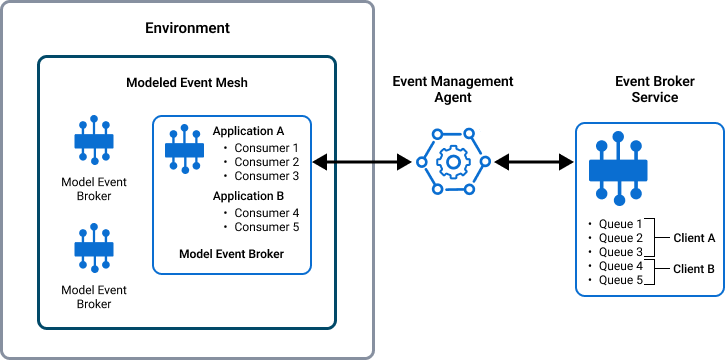 Environment
Modeled Event Mesh
Model Event
Broker
Model Event
Broker
Application A
• Consumer 1
• Consumer 2
• Consumer 3
Application B
• Consumer 4
• Consumer 5
Model Event Broker
Event Management
Agent
Event Broker
Service
• Queue 1
• Queue 2
• Queue 3
• Queue 4
• Queue 5
Client A
Client B